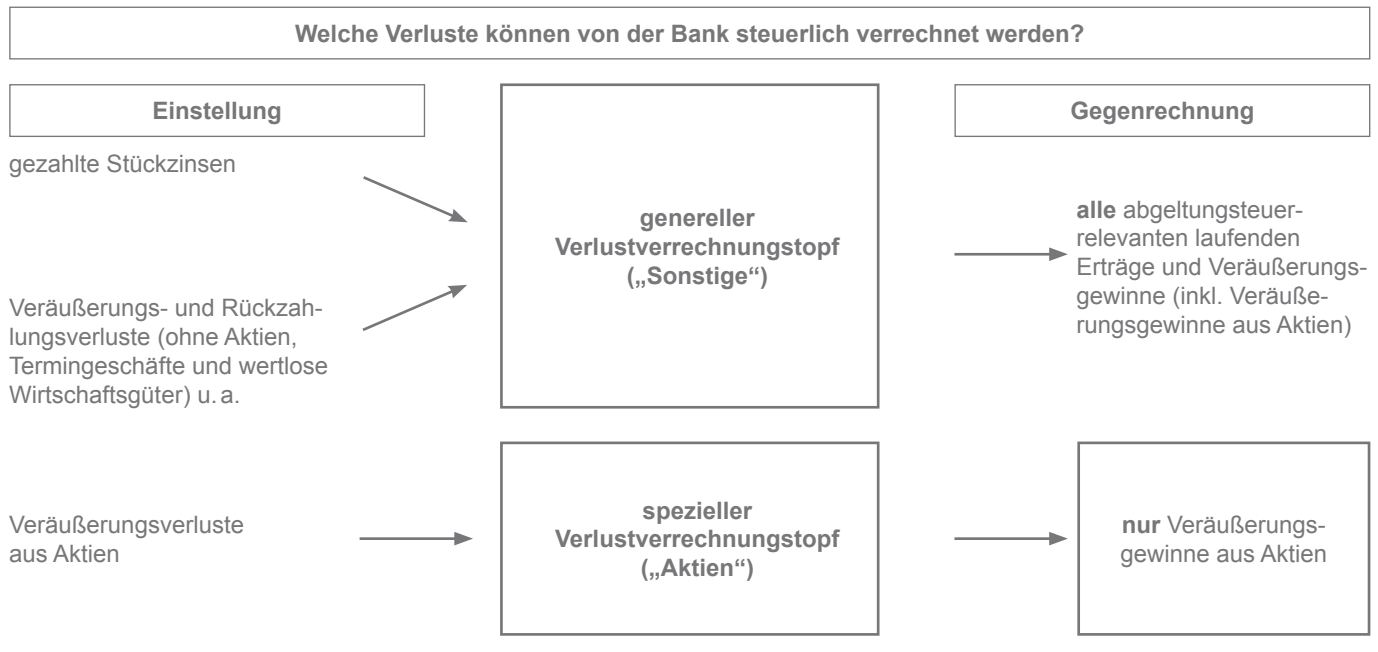 Welche Verluste können von der Bank steuerlich verrechnet werden?
Einstellung
Gegenrechnung
gezahlte Stückzinsen
Veräußerungs- und Rückzah-
lungsverluste (ohne Aktien,
Termingeschäfte und wertlose
Wirtschaftsgüter) u. a.
genereller
Verlustverrechnungstopf
(„Sonstige“)
alle abgeltungsteuer-
relevanten laufenden
Erträge und Veräußerungs-
gewinne (inkl. Veräuße-
rungsgewinne aus Aktien)
Veräußerungsverluste
aus Aktien
spezieller
Verlustverrechnungstopf
(„Aktien“)
nur Veräußerungs-
gewinne aus Aktien